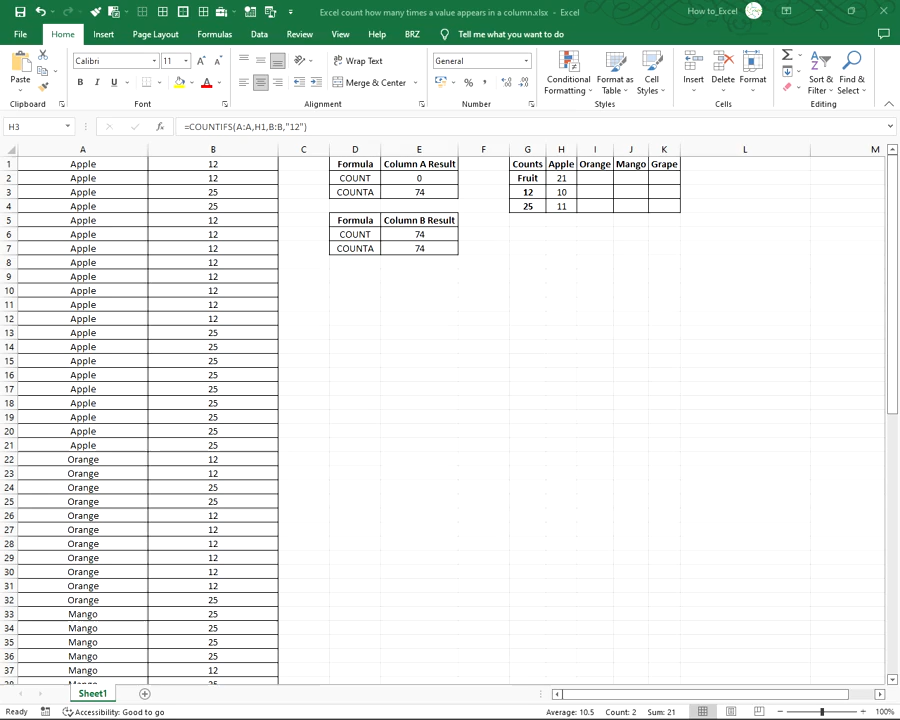 Excel count how many times a value appears in a column.xlsx - Excel
How to_Excel
File Home Insert Page Layout Formulas Data Review View Help BRZ Tell me what you want to do
Calibri 11 A A Wrap Text General
Paste B I U A Merge & Center $ % , Conditional Formatting Format as Table Cell Styles Insert Delete Format Sort & Filter Find & Select
Clipboard Font Alignment Number Styles Cells Editing
H3 fx =COUNTIFS(A:A,H1,B:B,"12")
A B C D E F G H I J K L M
1 Apple 12 Formula Column A Result Counts Apple Orange Mango Grape
2 Apple 12 COUNT 0 Fruit 21
3 Apple 25 COUNTA 74 12 10
4 Apple 12 25 11
5 Apple 12 Formula Column B Result
6 Apple 12 COUNT 74
7 Apple 12 COUNTA 74
8 Apple 12
9 Apple 12
10 Apple 12
11 Apple 12
12 Apple 12
13 Apple 25
14 Apple 25
15 Apple 25
16 Apple 25
17 Apple 25
18 Apple 25
19 Apple 25
20 Apple 25
21 Apple 25
22 Orange 12
23 Orange 12
24 Orange 25
25 Orange 25
26 Orange 12
27 Orange 12
28 Orange 25
29 Orange 12
30 Orange 12
31 Orange 12
32 Orange 25
33 Mango 12
34 Mango 25
35 Mango 25
36 Mango 25
37 Mango 12
Sheet1
Ready Accessibility: Good to go Average: 10.5 Count: 2 Sum: 21 100%